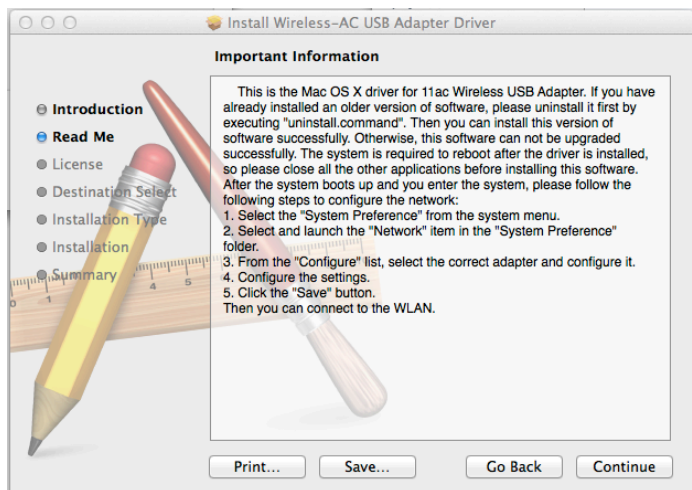 Install Wireless-AC USB Adapter Driver
Important Information
Introduction
Read Me
License
Destination Select
Installation Type
Installation
Summary
This is the Mac OS X driver for 11ac Wireless USB Adapter. If you have
already installed an older version of software, please uninstall it first by
executing "uninstall.command". Then you can install this version of
software successfully. Otherwise, this software can not be upgraded
successfully. The system is required to reboot after the driver is installed,
so please close all the other applications before installing this software.
After the system boots up and you enter the system, please follow the
following steps to configure the network:
1. Select the "System Preference" from the system menu.
2. Select and launch the "Network" item in the "System Preference"
folder.
3. From the "Configure" list, select the correct adapter and configure it.
4. Configure the settings.
5. Click the "Save" button.
Then you can connect to the WLAN.
0 1 4 5
Print...
Save...
Go Back
Continue